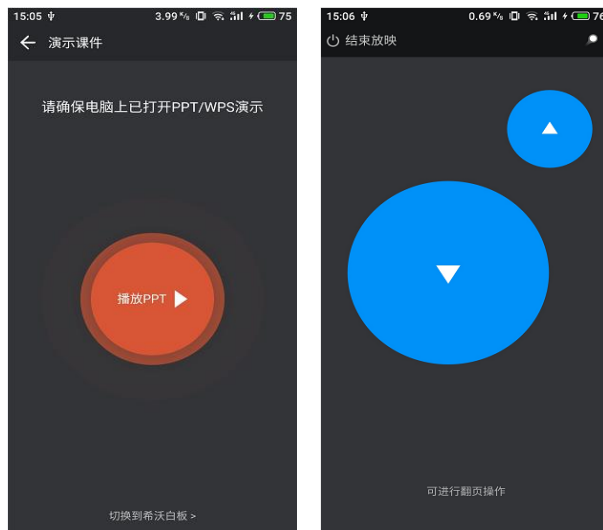 15:05 3.99 K/s 75
演示课件
请确保电脑上已打开PPT/WPS演示
播放PPT
切换到希沃白板 >
15:06 0.69 K/s 76
结束放映
可进行翻页操作